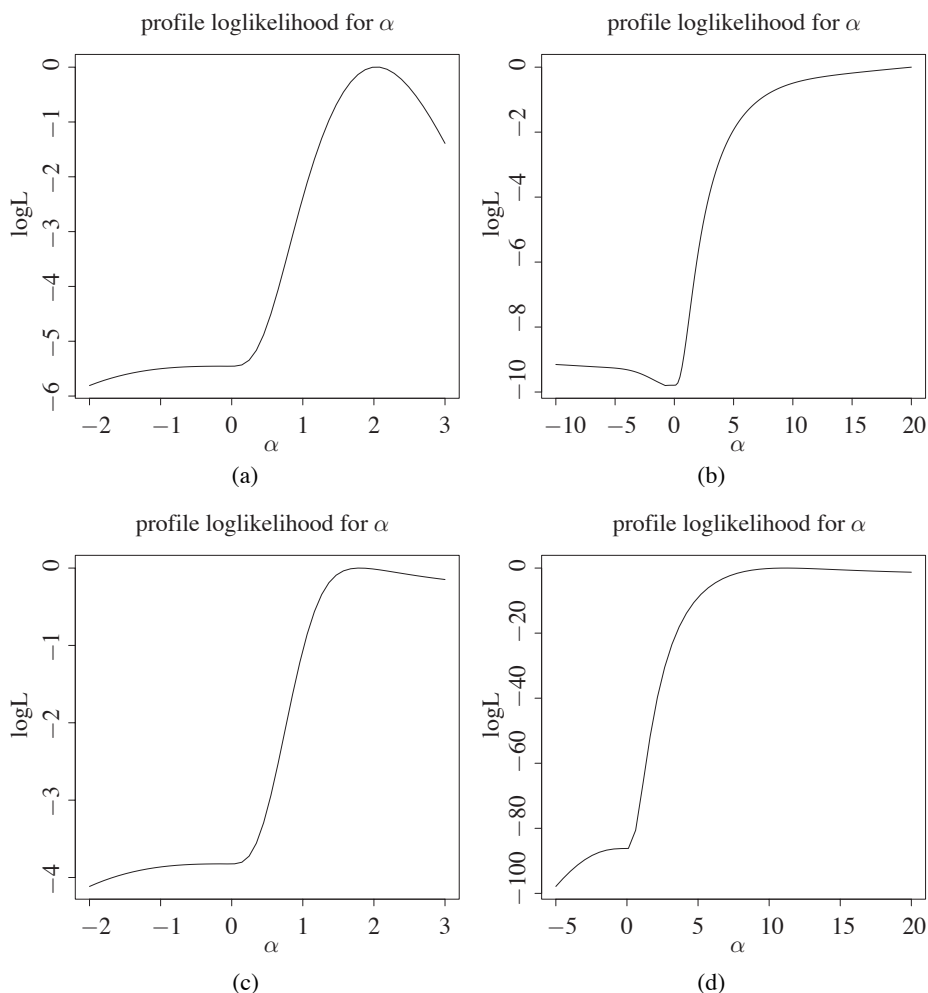 profile loglikelihood for α
0
−1
−2
−3
−4
−5
−6
logL
−2 −1 0 1 2 3
α
(a)
profile loglikelihood for α
0
−2
−4
−6
−8
−10
logL
−10 −5 0 5 10 15 20
α
(b)
profile loglikelihood for α
0
−1
−2
−3
−4
logL
−2 −1 0 1 2 3
α
(c)
profile loglikelihood for α
0
−20
−40
−60
−80
−100
logL
−5 0 5 10 15 20
α
(d)